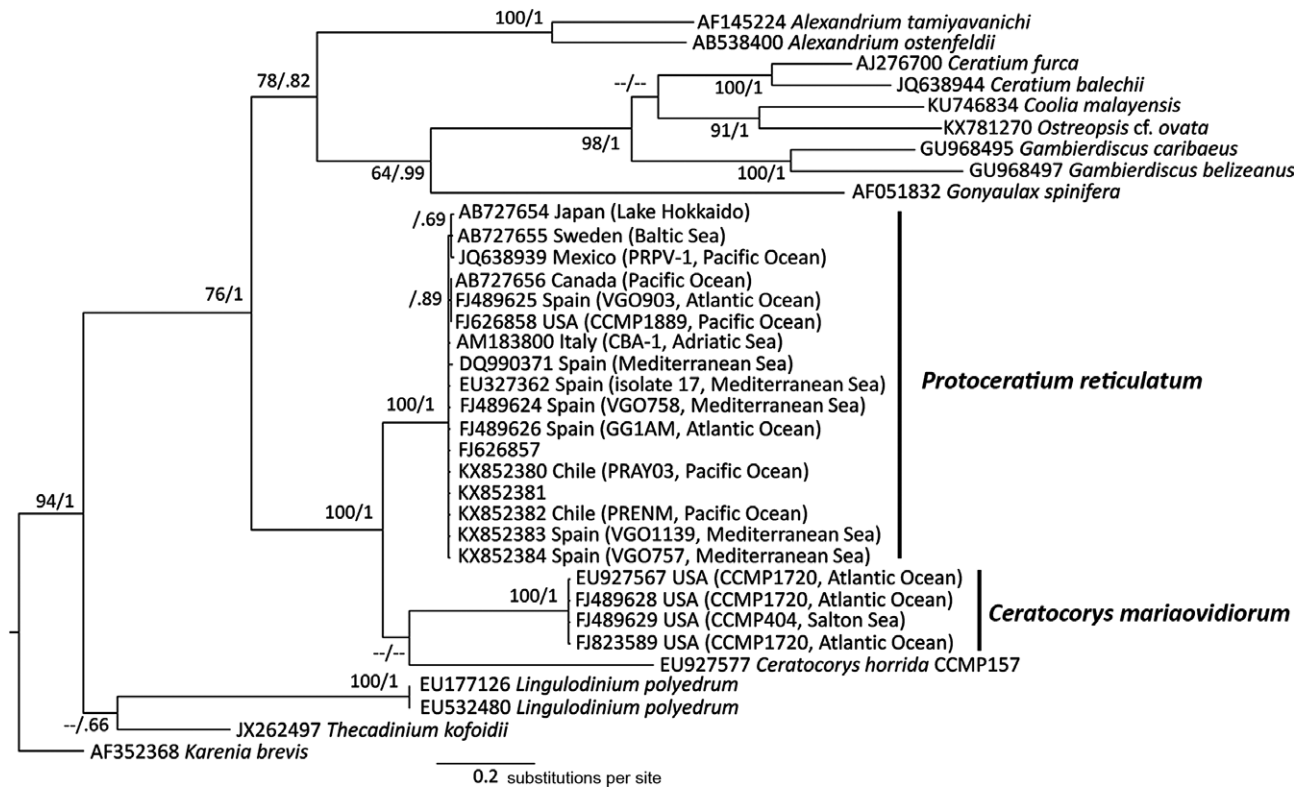 100/1
AF145224 Alexandrium tamiyavanichi
AB538400 Alexandrium ostenfeldii
78/.82
AJ276700 Ceratium furca
--/--
100/1
JQ638944 Ceratium balechii
KU746834 Coolia malayensis
91/1
KX781270 Ostreopsis cf. ovata
98/1
GU968495 Gambierdiscus caribaeus
100/1
GU968497 Gambierdiscus belizeanus
64/.99
AF051832 Gonyaulax spinifera
/.69
AB727654 Japan (Lake Hokkaido)
AB727655 Sweden (Baltic Sea)
JQ638939 Mexico (PRPV-1, Pacific Ocean)
76/1
/.89
AB727656 Canada (Pacific Ocean)
FJ489625 Spain (VGO903, Atlantic Ocean)
FJ626858 USA (CCMP1889, Pacific Ocean)
AM183800 Italy (CBA-1, Adriatic Sea)
DQ990371 Spain (Mediterranean Sea)
Protoceratium reticulatum
EU327362 Spain (isolate 17, Mediterranean Sea)
100/1
FJ489624 Spain (VGO758, Mediterranean Sea)
FJ489626 Spain (GG1AM, Atlantic Ocean)
FJ626857
KX852380 Chile (PRAY03, Pacific Ocean)
KX852381
94/1
100/1
KX852382 Chile (PRENM, Pacific Ocean)
KX852383 Spain (VGO1139, Mediterranean Sea)
KX852384 Spain (VGO757, Mediterranean Sea)
EU927567 USA (CCMP1720, Atlantic Ocean)
100/1
FJ489628 USA (CCMP1720, Atlantic Ocean)
Ceratocorys mariaovidiorum
FJ489629 USA (CCMP404, Salton Sea)
FJ823589 USA (CCMP1720, Atlantic Ocean)
--/--
EU927577 Ceratocorys horrida CCMP157
100/1
EU177126 Lingulodinium polyedrum
EU532480 Lingulodinium polyedrum
--/.66
JX262497 Thecadinium kofoidii
AF352368 Karenia brevis
0.2 substitutions per site